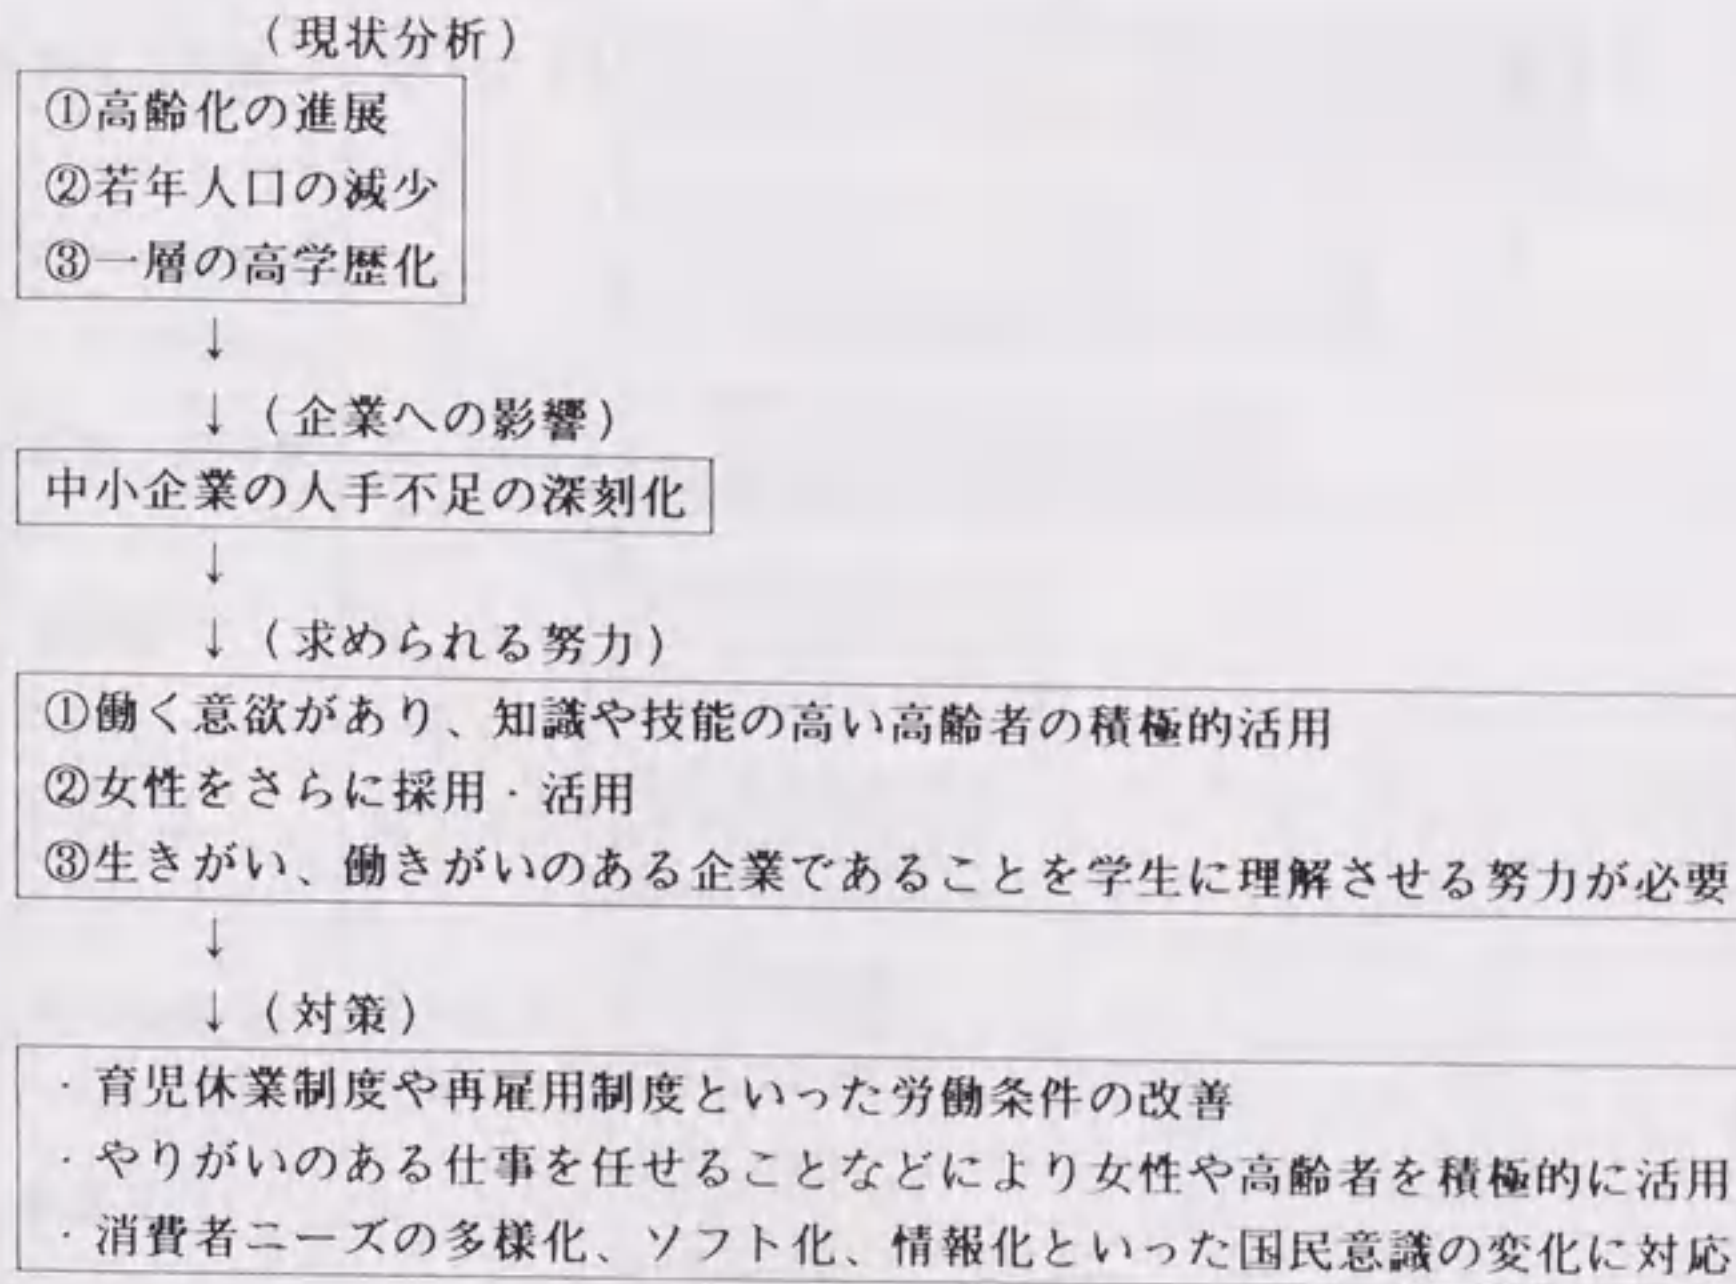 (現状分析)
①高齢化の進展
②若年人口の減少
③一層の高学歴化
↓
↓(企業への影響)
中小企業の人手不足の深刻化
↓
↓(求められる努力)
①働く意欲があり、知識や技能の高い高齢者の積極的活用
②女性をさらに採用・活用
③生きがい、働きがいのある企業であることを学生に理解させる努力が必要
↓
↓(対策)
・育児休業制度や再雇用制度といった労働条件の改善
・やりがいのある仕事を任せることなどにより女性や高齢者を積極的に活用
・消費者ニーズの多様化、ソフト化、情報化といった国民意識の変化に対応